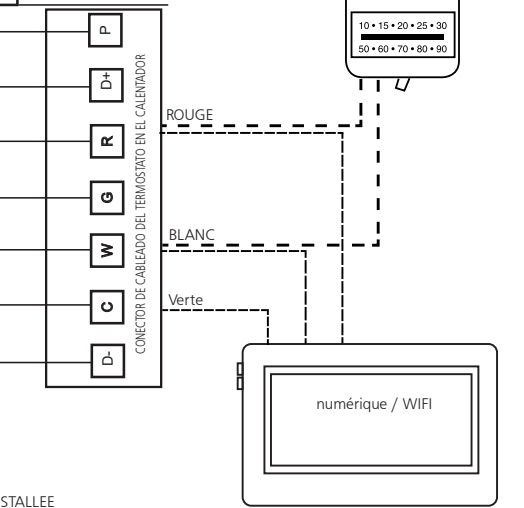 10 • 15 • 20 • 25 • 30
50 • 60 • 70 • 80 • 90
P
D+
R
G
W
C
D-
CONECTOR DE CABLEADO DEL TERMOSTATO EN EL CALENTADOR
ROUGE
BLANC
Verte
numérique / WIFI
STALLEE